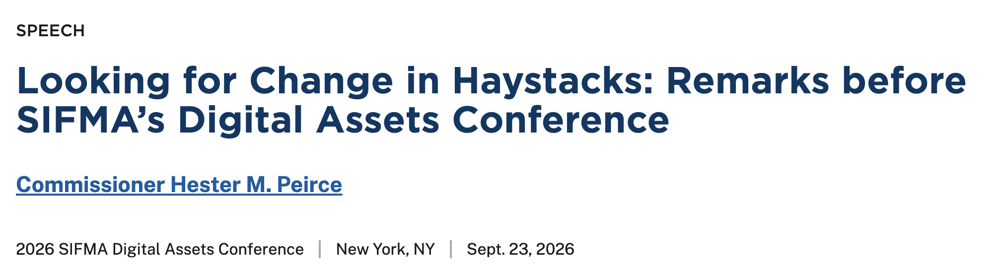 SPEECH
Looking for Change in Haystacks: Remarks before
SIFMA’s Digital Assets Conference
Commissioner Hester M. Peirce
2026 SIFMA Digital Assets Conference | New York, NY | Sept. 23, 2026